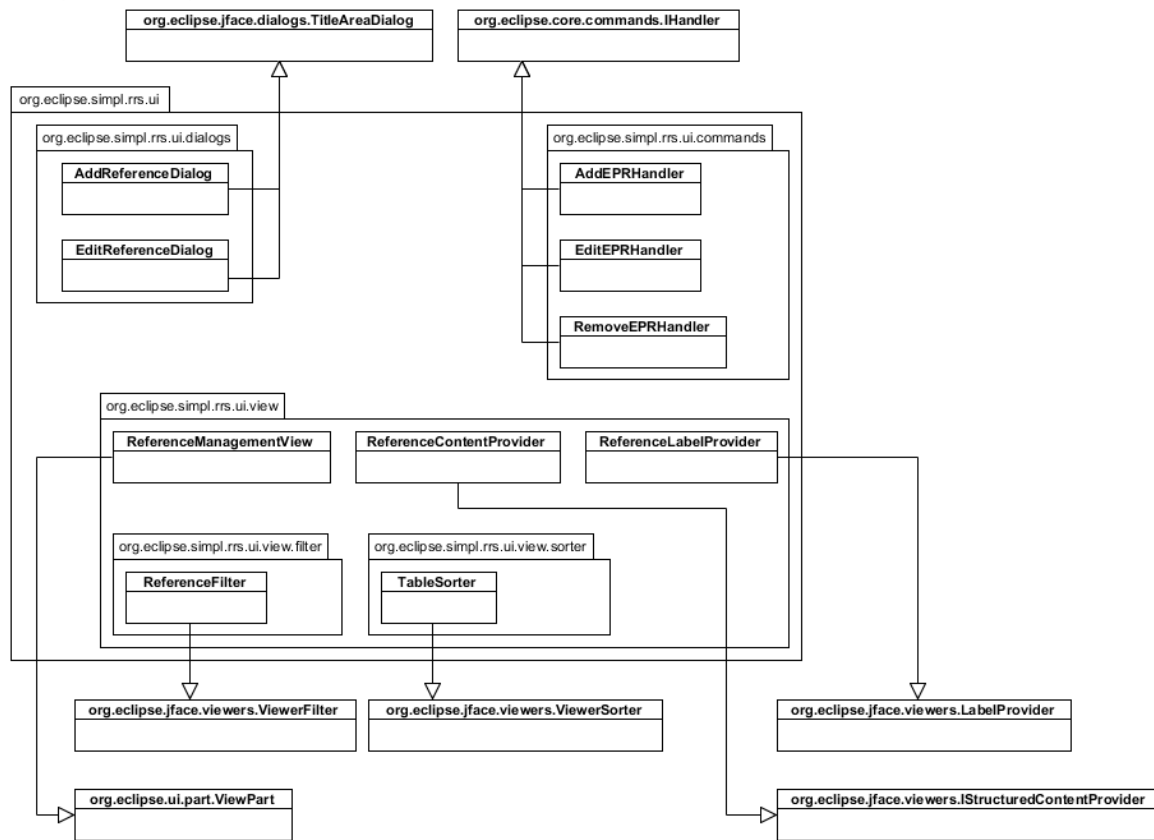 org.eclipse.jface.dialogs.TitleAreaDialog
org.eclipse.core.commands.IHandler
org.eclipse.simpl.rrs.ui
org.eclipse.simpl.rrs.ui.dialogs
org.eclipse.simpl.rrs.ui.commands
AddReferenceDialog
AddEPRHandler
EditReferenceDialog
EditEPRHandler
RemoveEPRHandler
org.eclipse.simpl.rrs.ui.view
ReferenceManagementView
ReferenceContentProvider
ReferenceLabelProvider
org.eclipse.simpl.rrs.ui.view.filter
org.eclipse.simpl.rrs.ui.view.sorter
ReferenceFilter
TableSorter
org.eclipse.jface.viewers.ViewerFilter
org.eclipse.jface.viewers.ViewerSorter
org.eclipse.jface.viewers.LabelProvider
org.eclipse.ui.part.ViewPart
org.eclipse.jface.viewers.IStructuredContentProvider